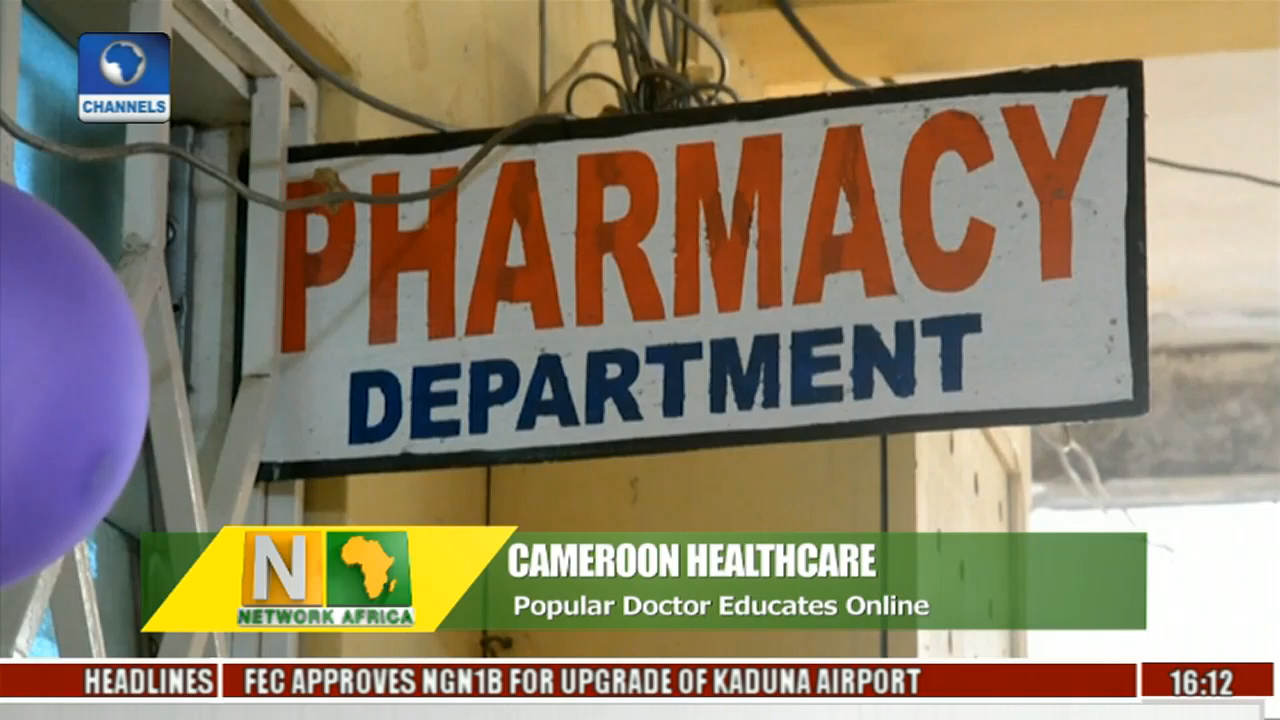 CHANNELS
PHARMACY
DEPARTMENT
N
NETWORK AFRICA
CAMEROON HEALTHCARE
Popular Doctor Educates Online
HEADLINES
FEC APPROVES NGN1B FOR UPGRADE OF KADUNA AIRPORT
16:12